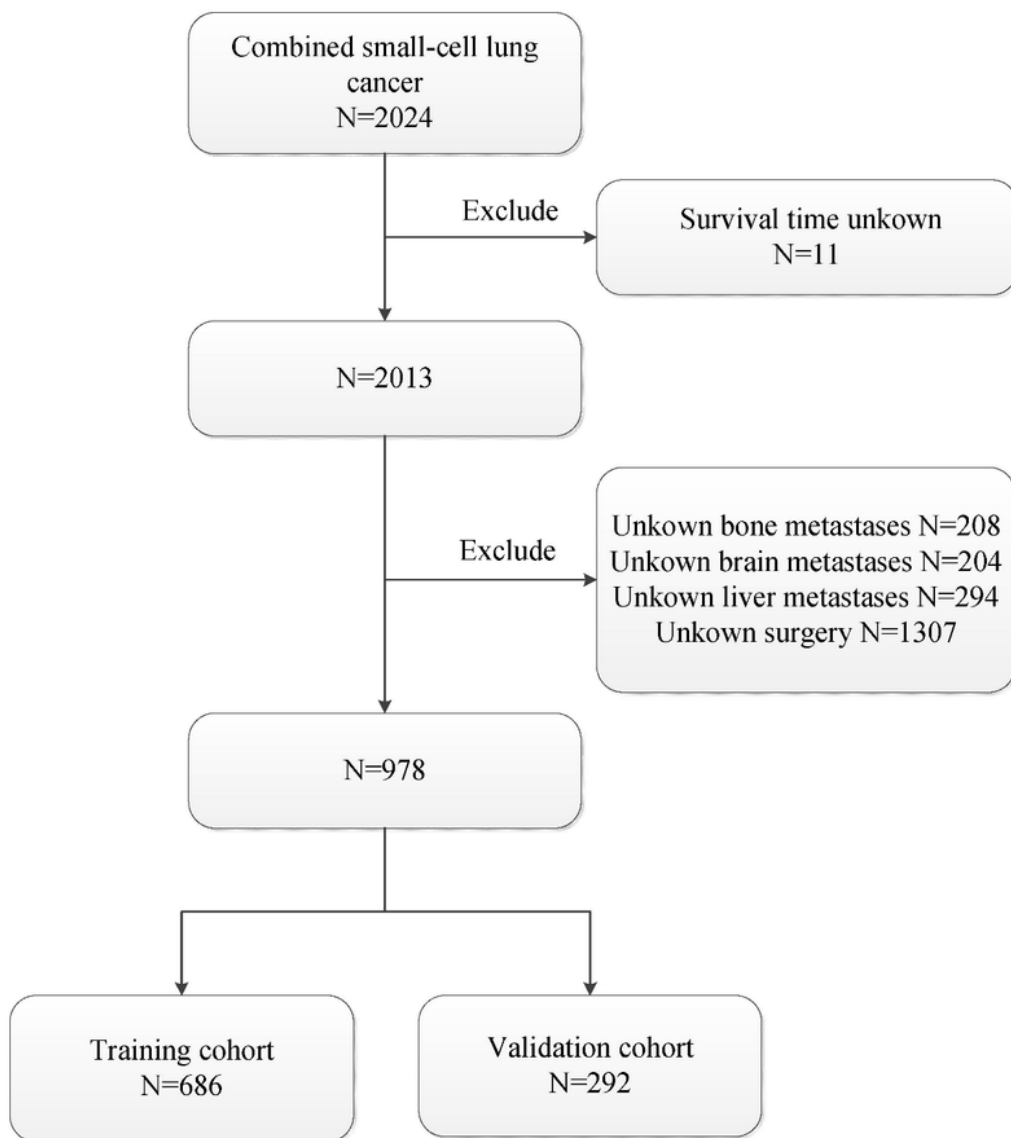 Combined small-cell lung
cancer
N=2024
Exclude
Survival time unkown
N=11
N=2013
Exclude
Unkown bone metastases N=208
Unkown brain metastases N=204
Unkown liver metastases N=294
Unkown surgery N=1307
N=978
Training cohort
N=686
Validation cohort
N=292